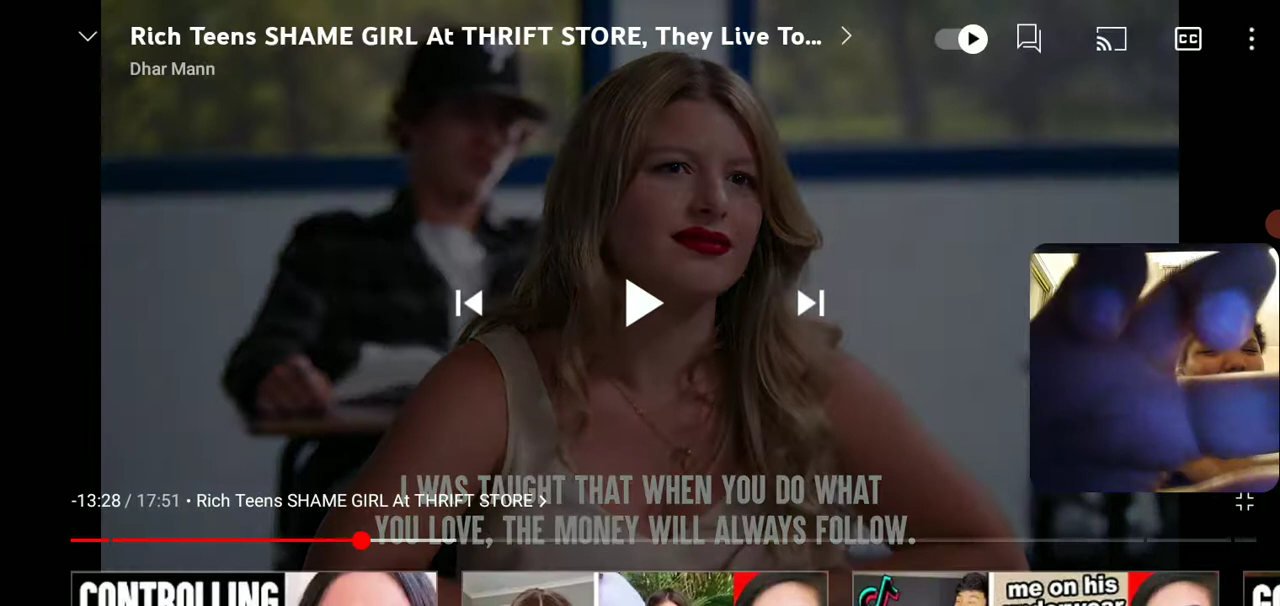 Rich Teens SHAME GIRL At THRIFT STORE, They Live To...
Dhar Mann
CC
I WAS TAUGHT THAT WHEN YOU DO WHAT
YOU LOVE, THE MONEY WILL ALWAYS FOLLOW.
-13:28 / 17:51 • Rich Teens SHAME GIRL At THRIFT STORE
CONTROLLING
me on his